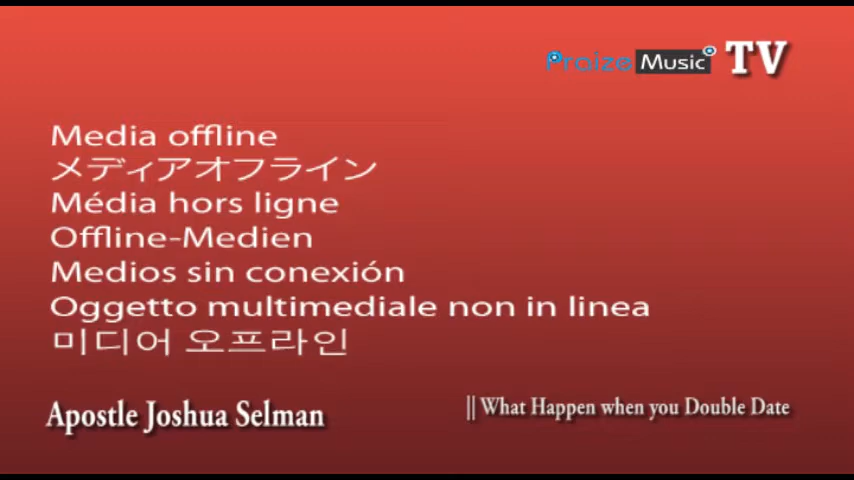 Praize Music TV
Media offline
メディアオフライン
Média hors ligne
Offline-Medien
Medios sin conexión
Oggetto multimediale non in linea
미디어 오프라인
Apostle Joshua Selman
|| What Happen when you Double Date